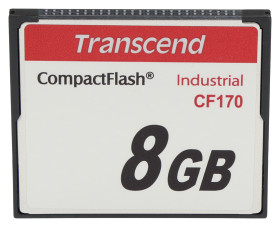 Transcend
CompactFlash® Industrial
CF170
8GB